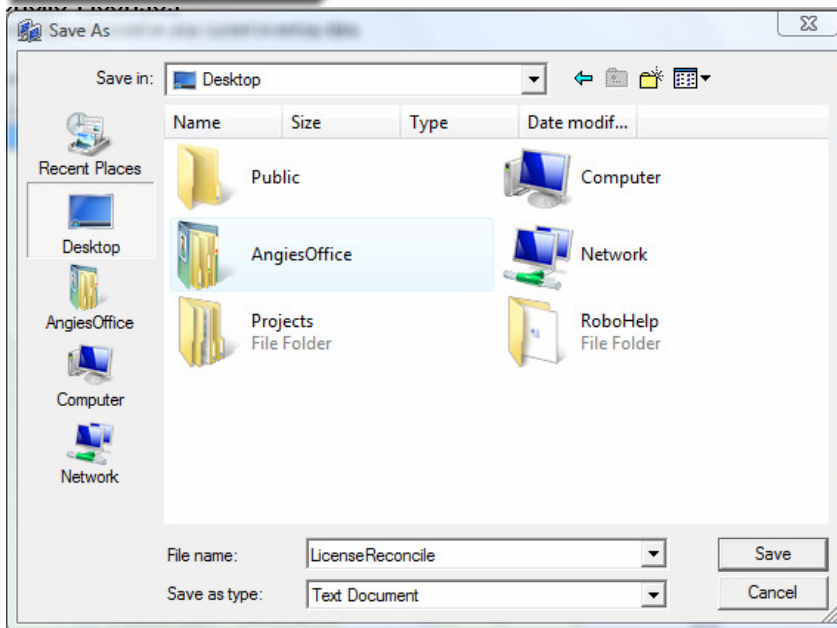 Save As
Save in: Desktop
Name Size Type Date modif...
Recent Places
Desktop
AngiesOffice
Computer
Network
Public
Computer
AngiesOffice
Network
Projects
File Folder
RoboHelp
File Folder
File name: LicenseReconcile Save
Save as type: Text Document Cancel